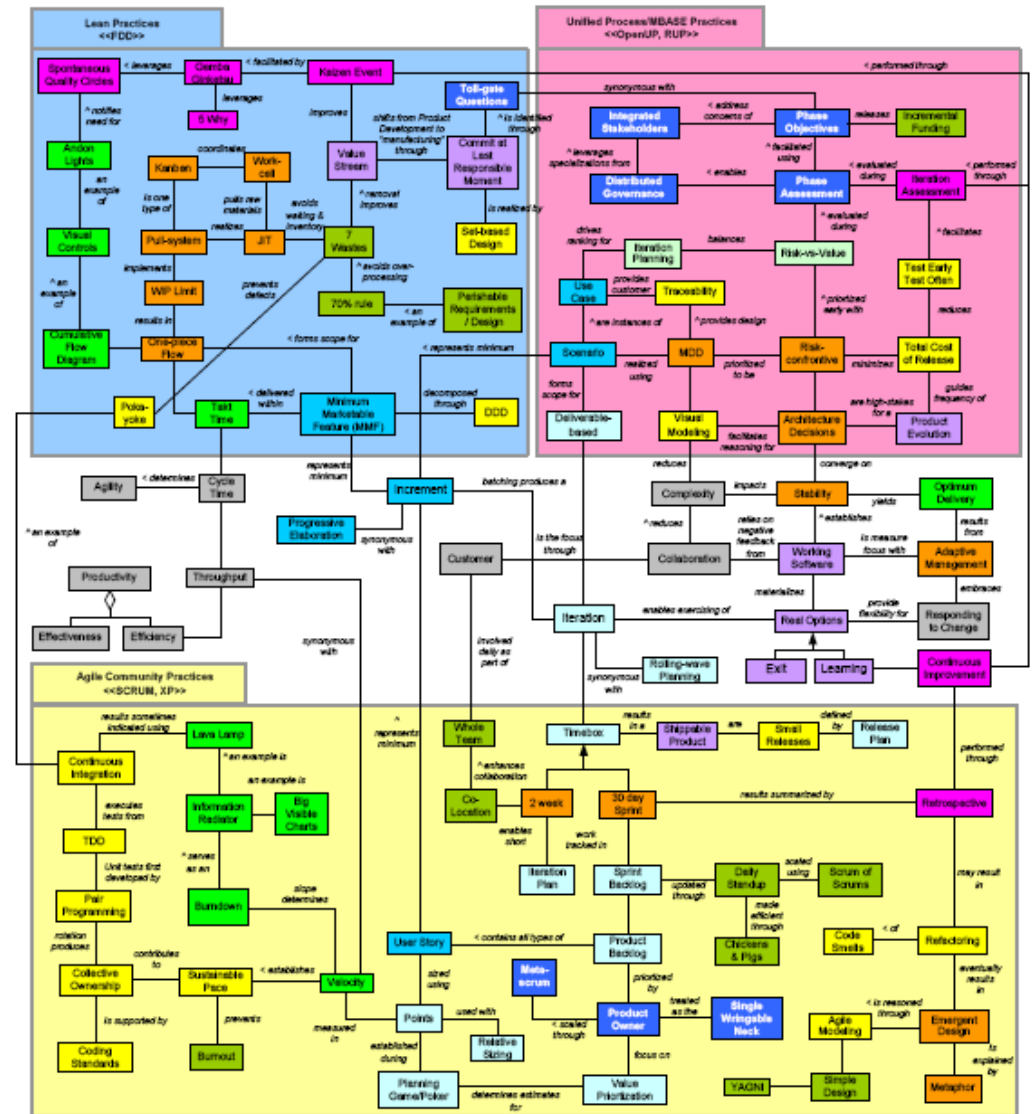 Lean Practices
<<FDD>>
Unified Process/MBASE Practices
<<OpenUP, RUP>>
Spontaneous
Quality Circles
< leverages
Gemba
Ginketsu
< facilitated by
Kaizen Event
< performed through
Toll-gate
Questions
synonymous with
leverages
5 Why
^ notifies
need for
improves
shifts from Product
Development to
"manufacturing"
through
^ is identified
through
Integrated
Stakeholders
< address
concerns of
Phase
Objectives
releases
Incremental
Funding
Andon
Lights
coordinates
Kanban
Work-
cell
Value
Stream
Commit at
Last
Responsible
Moment
^ leverages
specializations from
^ facilitated
using
Distributed
Governance
< enables
Phase
Assessment
< evaluated
during
Iteration
Assessment
< performed
through
an
example
of
is one
type of
pulls raw
materials
^ removal
improves
avoids
waiting &
inventory
is realized by
^ evaluated
during
^ facilitates
Visual
Controls
Pull-system
realizes
JIT
7
Wastes
Set-based
Design
drives
ranking for
Iteration
Planning
balances
Risk-vs-Value
^ an
example
of
implements
WIP Limit
prevents
defects
^ avoids over-
processing
70% rule
< an
example of
Perishable
Requirements
/ Design
Use
Case
provides
customer
Traceability
Test Early
Test Often
^ are instances of
^ provides design
^ prioritized
early with
reduces
results in
Cumulative
Flow
Diagram
One-piece
Flow
< forms scope for
< represents minimum
Scenario
realized
using
MDD
prioritized
to be
Risk-
confrontive
minimizes
Total Cost
of Release
Poka-
yoke
Takt
Time
< delivered
within
Minimum
Marketable
Feature (MMF)
decomposed
through
DDD
forms
scope for
Deliverable-
based
Visual
Modeling
facilitates
reasoning for
Architecture
Decisions
are high-stakes
for a
guides
frequency of
Product
Evolution
Agility
< determines
Cycle
Time
represents
minimum
Increment
batching produces a
reduces
Complexity
impacts
converge on
Stability
yields
Optimum
Delivery
Progressive
Elaboration
synonymous
with
^ an example
of
is the focus
through
^ reduces
relies on
negative
feedback
from
^ establishes
results
from
Customer
Collaboration
Working
Software
is measure
focus with
Adaptive
Management
Productivity
Throughput
materializes
embraces
Effectiveness
Efficiency
Iteration
enables exercising of
Real Options
provide
flexibility for
Responding
to Change
synonymous
with
involved
daily as
part of
synonymous
with
Rolling-wave
Planning
Exit
Learning
Continuous
Improvement
Agile Community Practices
<<SCRUM, XP>>
results sometimes
indicated using
Lava Lamp
^
represents
minimum
Whole
Team
Timebox
results
in a
Shippable
Product
are
Small
Releases
defined
by
Release
Plan
performed
through
Continuous
Integration
^ an example is
an example is
^ enhances
collaboration
executes
tests from
Information
Radiator
Big
Visible
Charts
Co-
Location
2 week
30 day
Sprint
results summarized by
Retrospective
TDD
enables
short
work
tracked in
Unit tests first
developed by
^ serves
as an
Iteration
Plan
Sprint
Backlog
updated
through
Daily
Standup
scaled
using
Scrum of
Scrums
may result
in
Pair
Programming
Burndown
slope
determines
made
efficient
through
rotation
produces
User Story
< contains all types of
Product
Backlog
Chickens
& Pigs
Code
Smells
< of
Refactoring
contributes
to
Collective
Ownership
Sustainable
Pace
< establishes
Velocity
sized
using
Meta-
scrum
prioritized
by
eventually
results
in
is supported by
prevents
measured
in
Points
used with
Relative
Sizing
< scaled
through
Product
Owner
treated
as the
Single
Wringable
Neck
Agile
Modeling
< is reasoned
through
Emergent
Design
Coding
Standards
Burnout
established
during
focus on
is
explained
by
Planning
Game/Poker
determines estimates
for
Value
Prioritization
YAGNI
Simple
Design
Metaphor